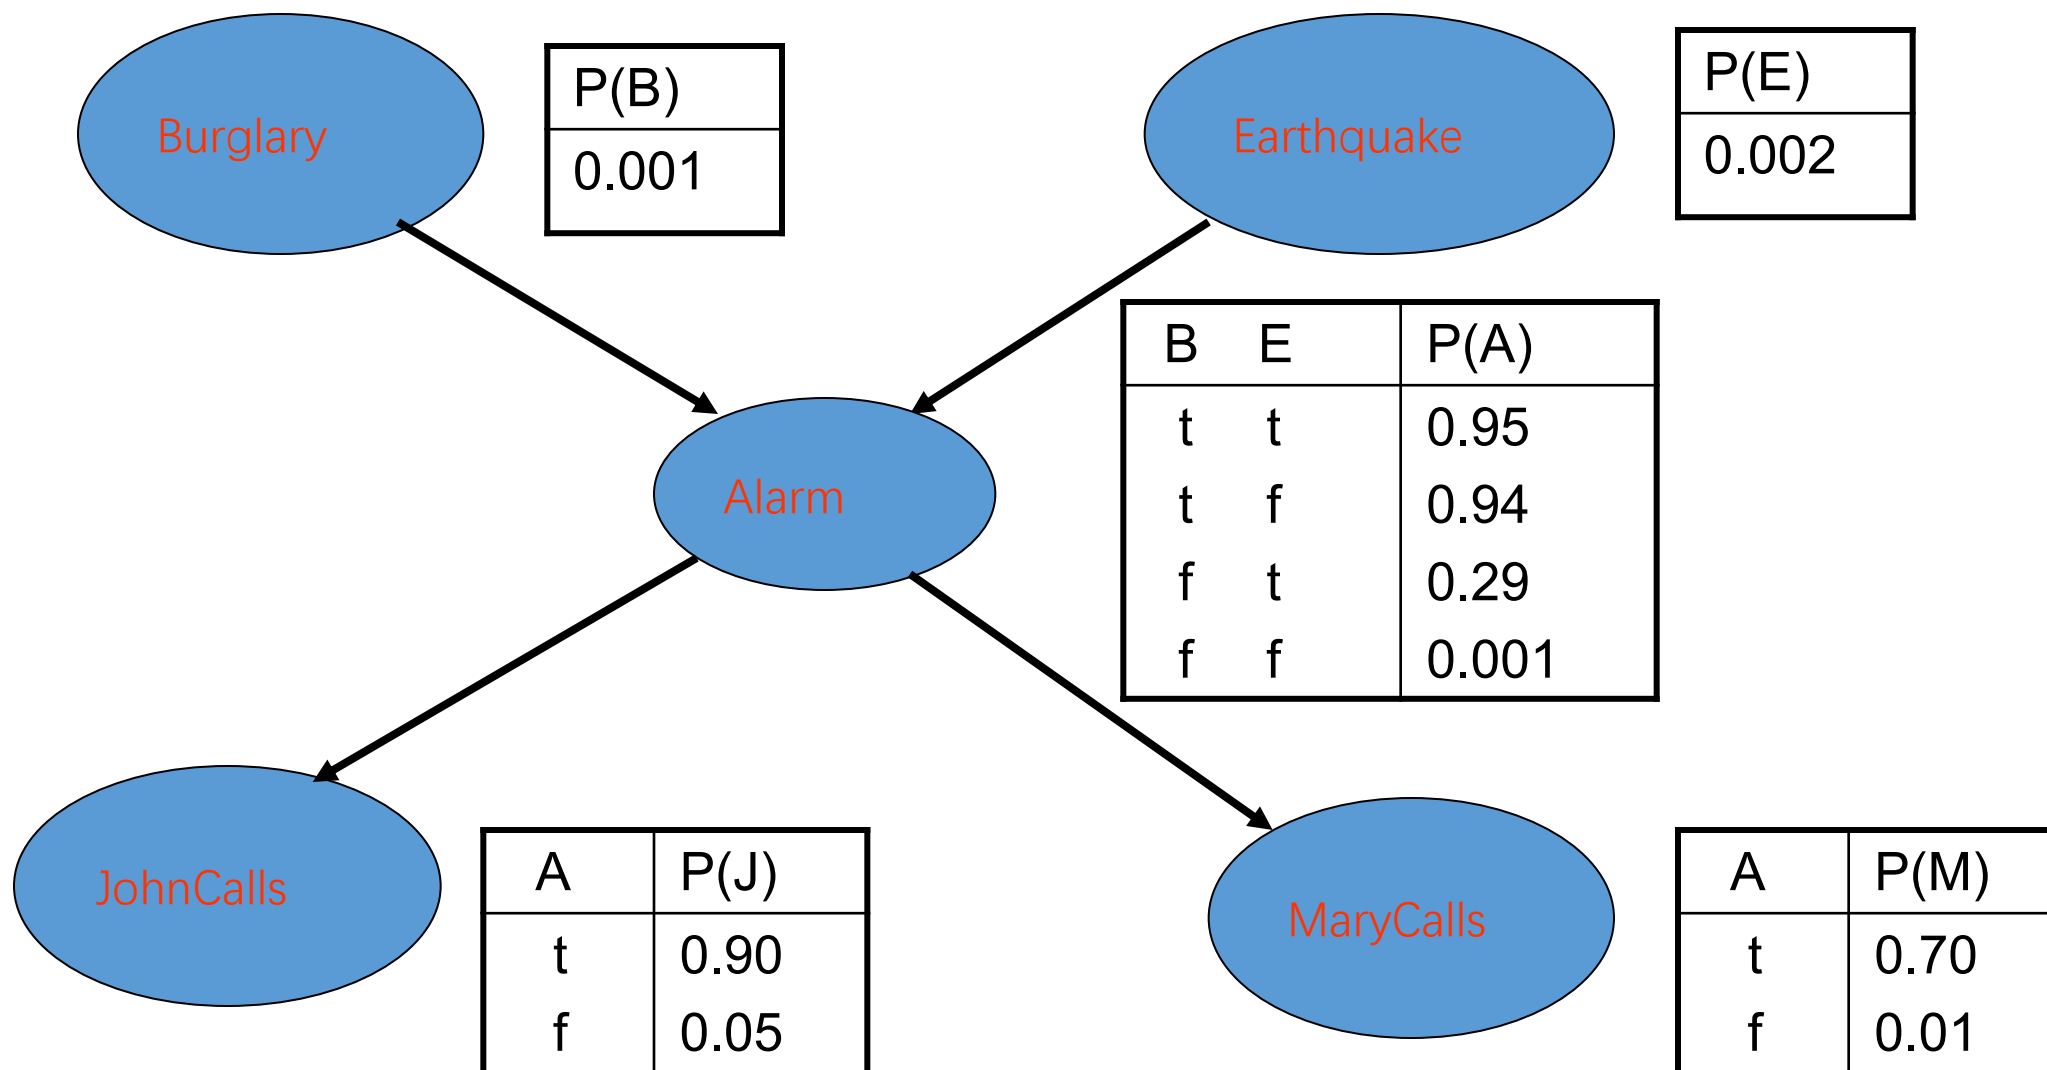 Burglary
P(B)
0.001
Earthquake
P(E)
0.002
Alarm
B E P(A)
t t 0.95
t f 0.94
f t 0.29
f f 0.001
JohnCalls
A P(J)
t 0.90
f 0.05
MaryCalls
A P(M)
t 0.70
f 0.01